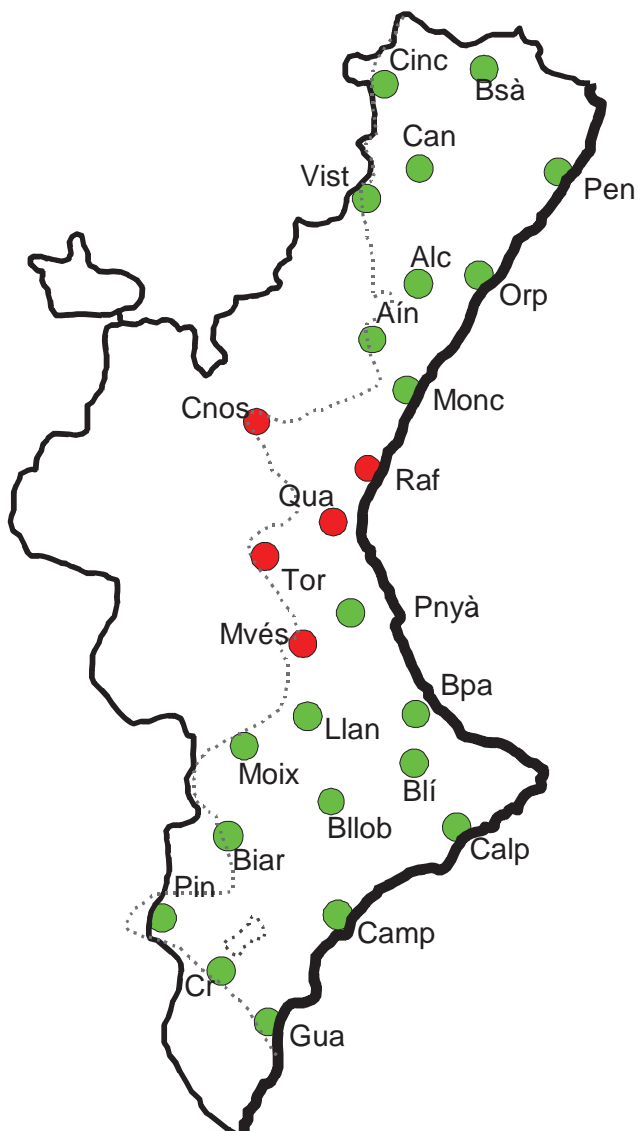 Cinc
Bsà
Can
Vist
Pen
Alc
Orp
Aín
Monc
Cnos
Raf
Qua
Tor
Pnyà
Mvés
Bpa
Llan
Moix
Blí
Bllob
Calp
Biar
Pin
Camp
Cr
Gua